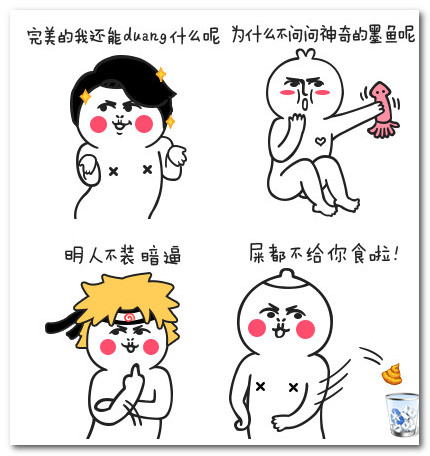 完美的我还能duang什么呢
为什么不问问神奇的墨鱼呢
明人不装暗逼
屎都不给你食啦!